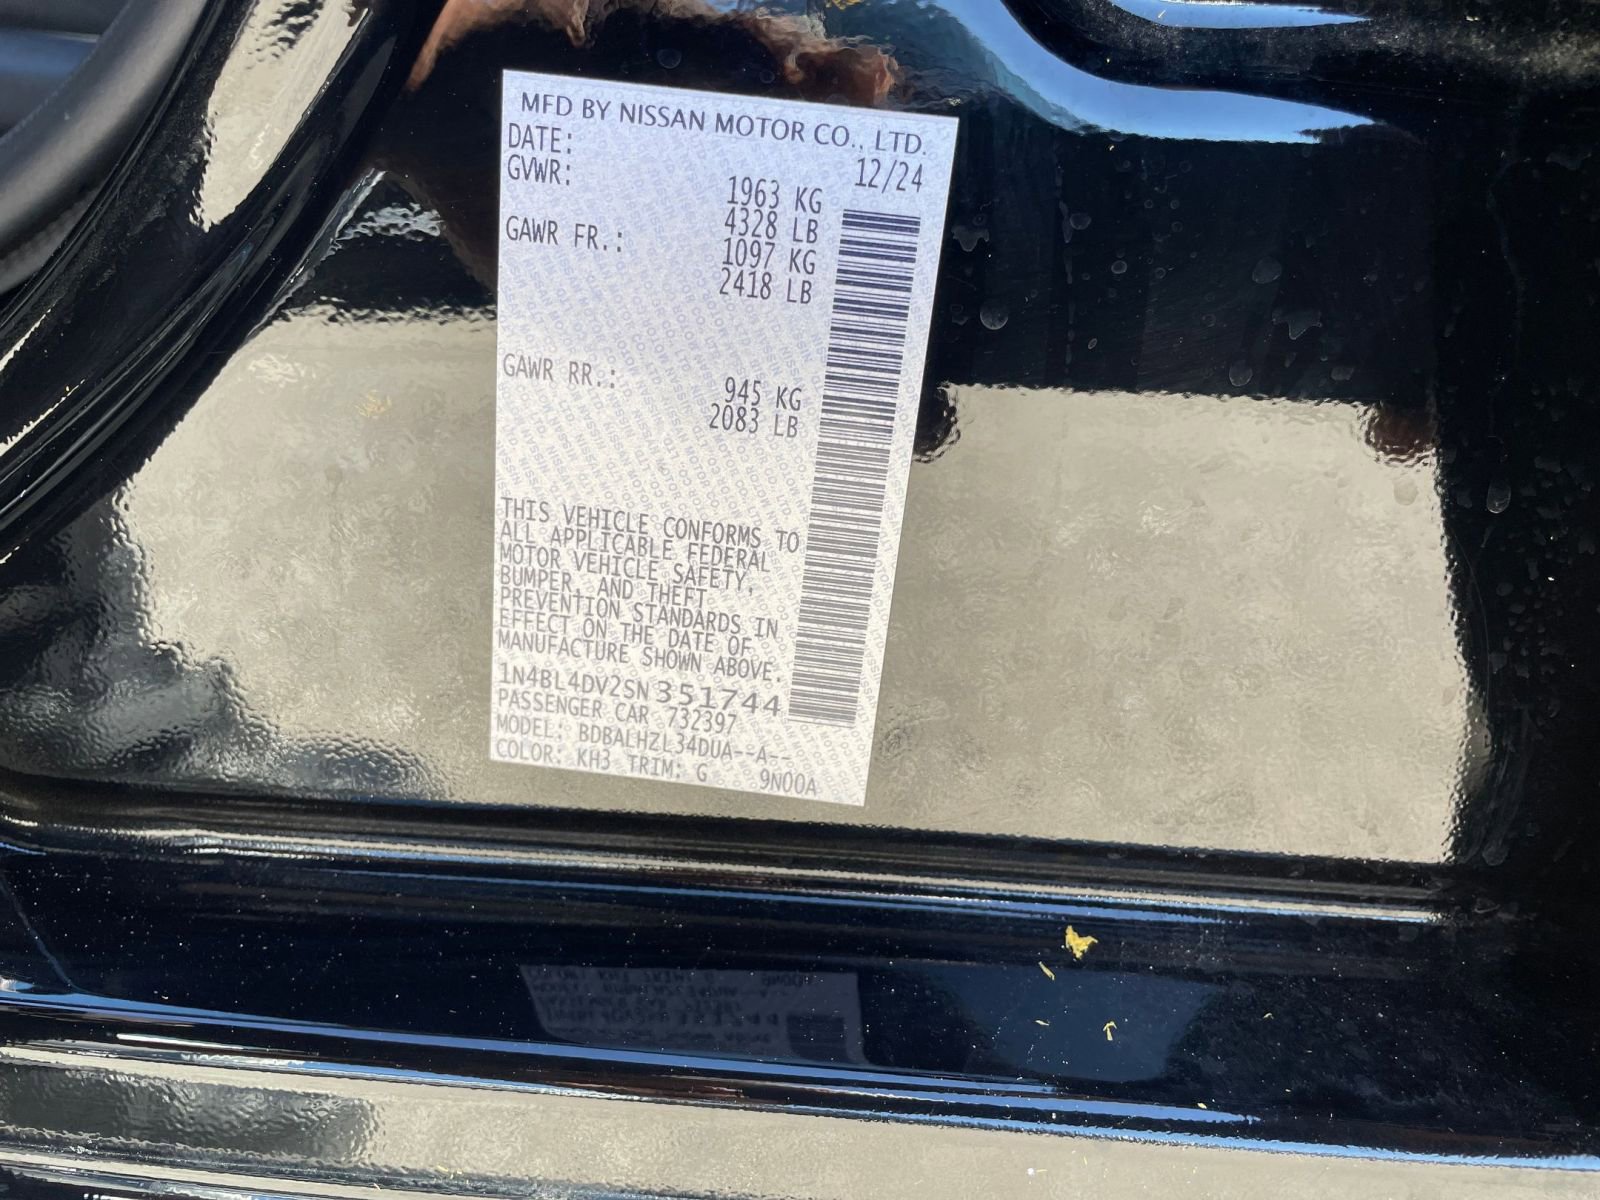 MFD BY NISSAN MOTOR CO., LTD.
DATE: 12/24
GVWR: 1963 KG
4328 LB
GAWR FR.: 1097 KG
2418 LB
GAWR RR.: 945 KG
2083 LB
THIS VEHICLE CONFORMS TO
ALL APPLICABLE FEDERAL
MOTOR VEHICLE SAFETY,
BUMPER, AND THEFT
PREVENTION STANDARDS IN
EFFECT ON THE DATE OF
MANUFACTURE SHOWN ABOVE.
1N4BL4DV2SN351744
PASSENGER CAR 732397
MODEL: BDBALHZL34DUA--A--
COLOR: KH3 TRIM: G 9N00A